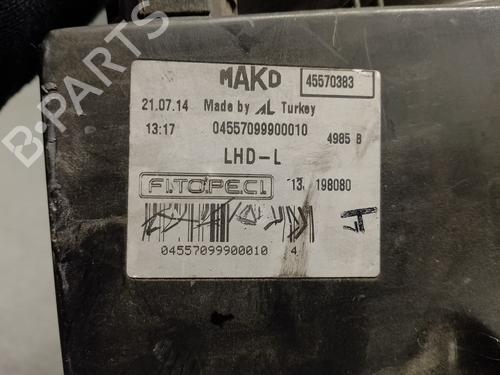 MAKO 45570383
21.07.14 Made by AL Turkey
13:17 04557099900010 4985 B
LHD-L
F.I.T.O.P.E.C.I. 13. 198080
04557099900010 4
B-PARTS